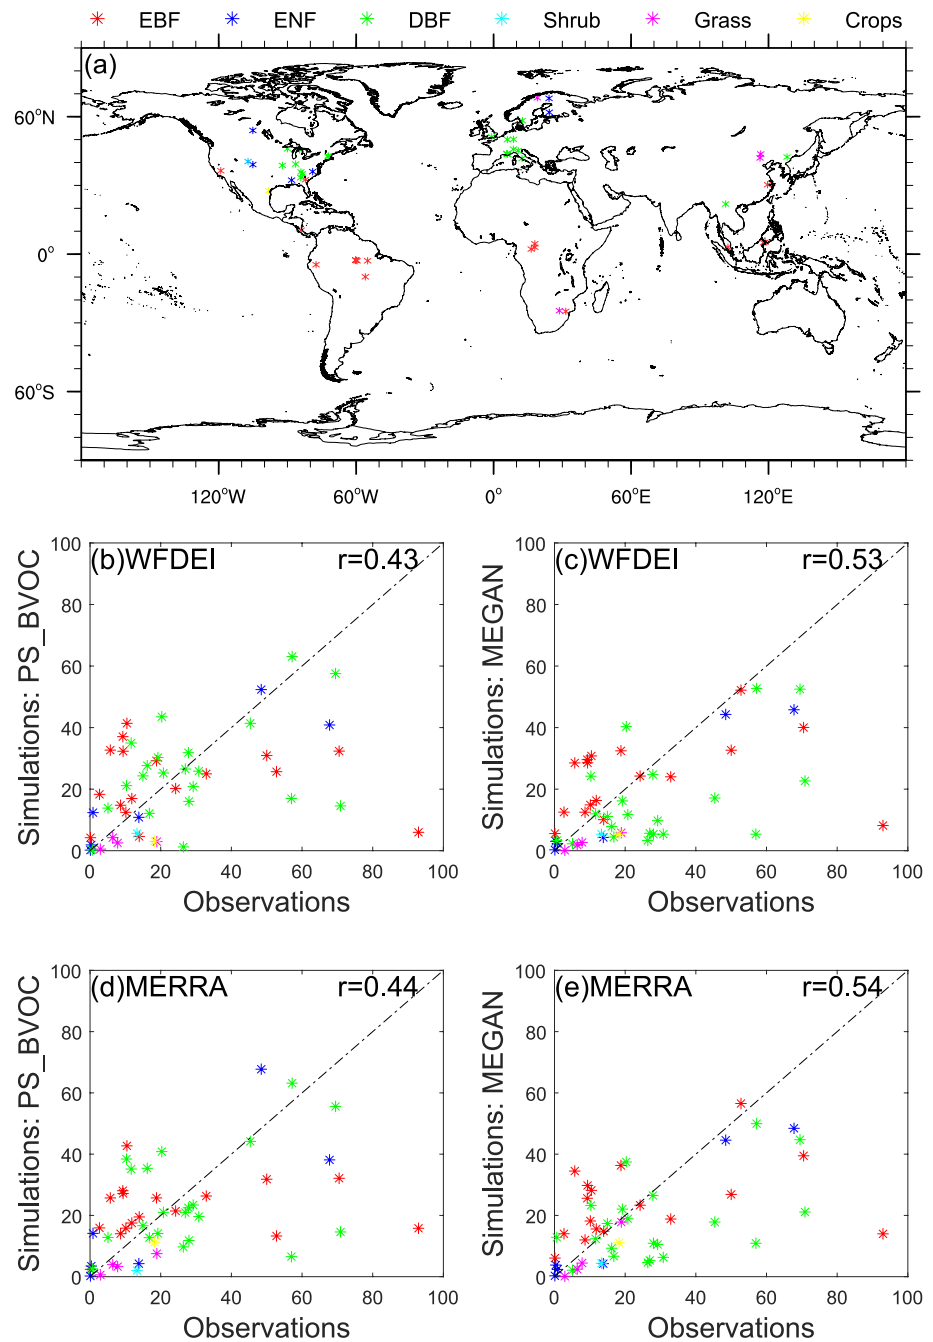 EBF ENF DBF Shrub Grass Crops
(a)
60°N
0°
60°S
120°W 60°W 0° 60°E 120°E
(b)WFDEI r=0.43
Simulations: PS_BVOC
100
80
60
40
20
0
0 20 40 60 80 100
Observations
(c)WFDEI r=0.53
Simulations: MEGAN
100
80
60
40
20
0
0 20 40 60 80 100
Observations
(d)MERRA r=0.44
Simulations: PS_BVOC
100
80
60
40
20
0
0 20 40 60 80 100
Observations
(e)MERRA r=0.54
Simulations: MEGAN
100
80
60
40
20
0
0 20 40 60 80 100
Observations